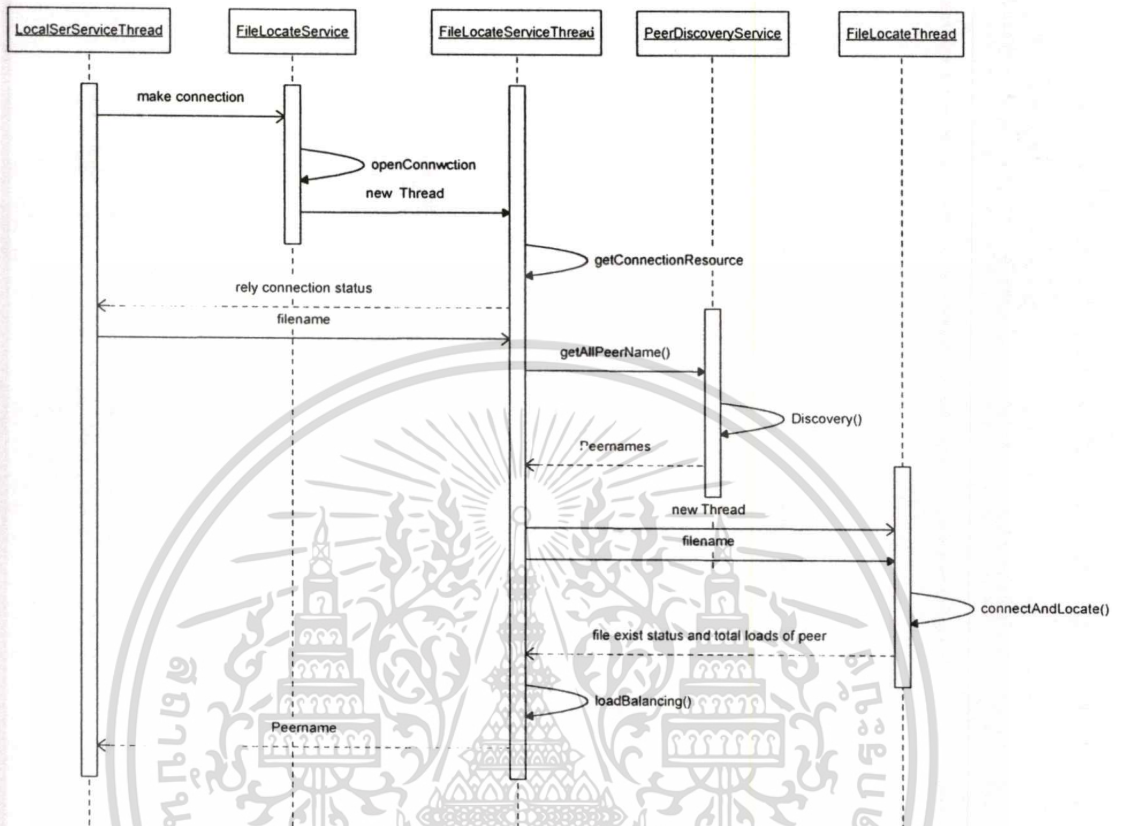 LocalSerServiceThread
FileLocateService
FileLocateServiceThread
PeerDiscoveryService
FileLocateThread
make connection
openConnwction
new Thread
getConnectionResource
rely connection status
filename
getAllPeerName()
Discovery()
Peernames
new Thread
filename
connectAndLocate()
file exist status and total loads of peer
loadBalancing()
Peername